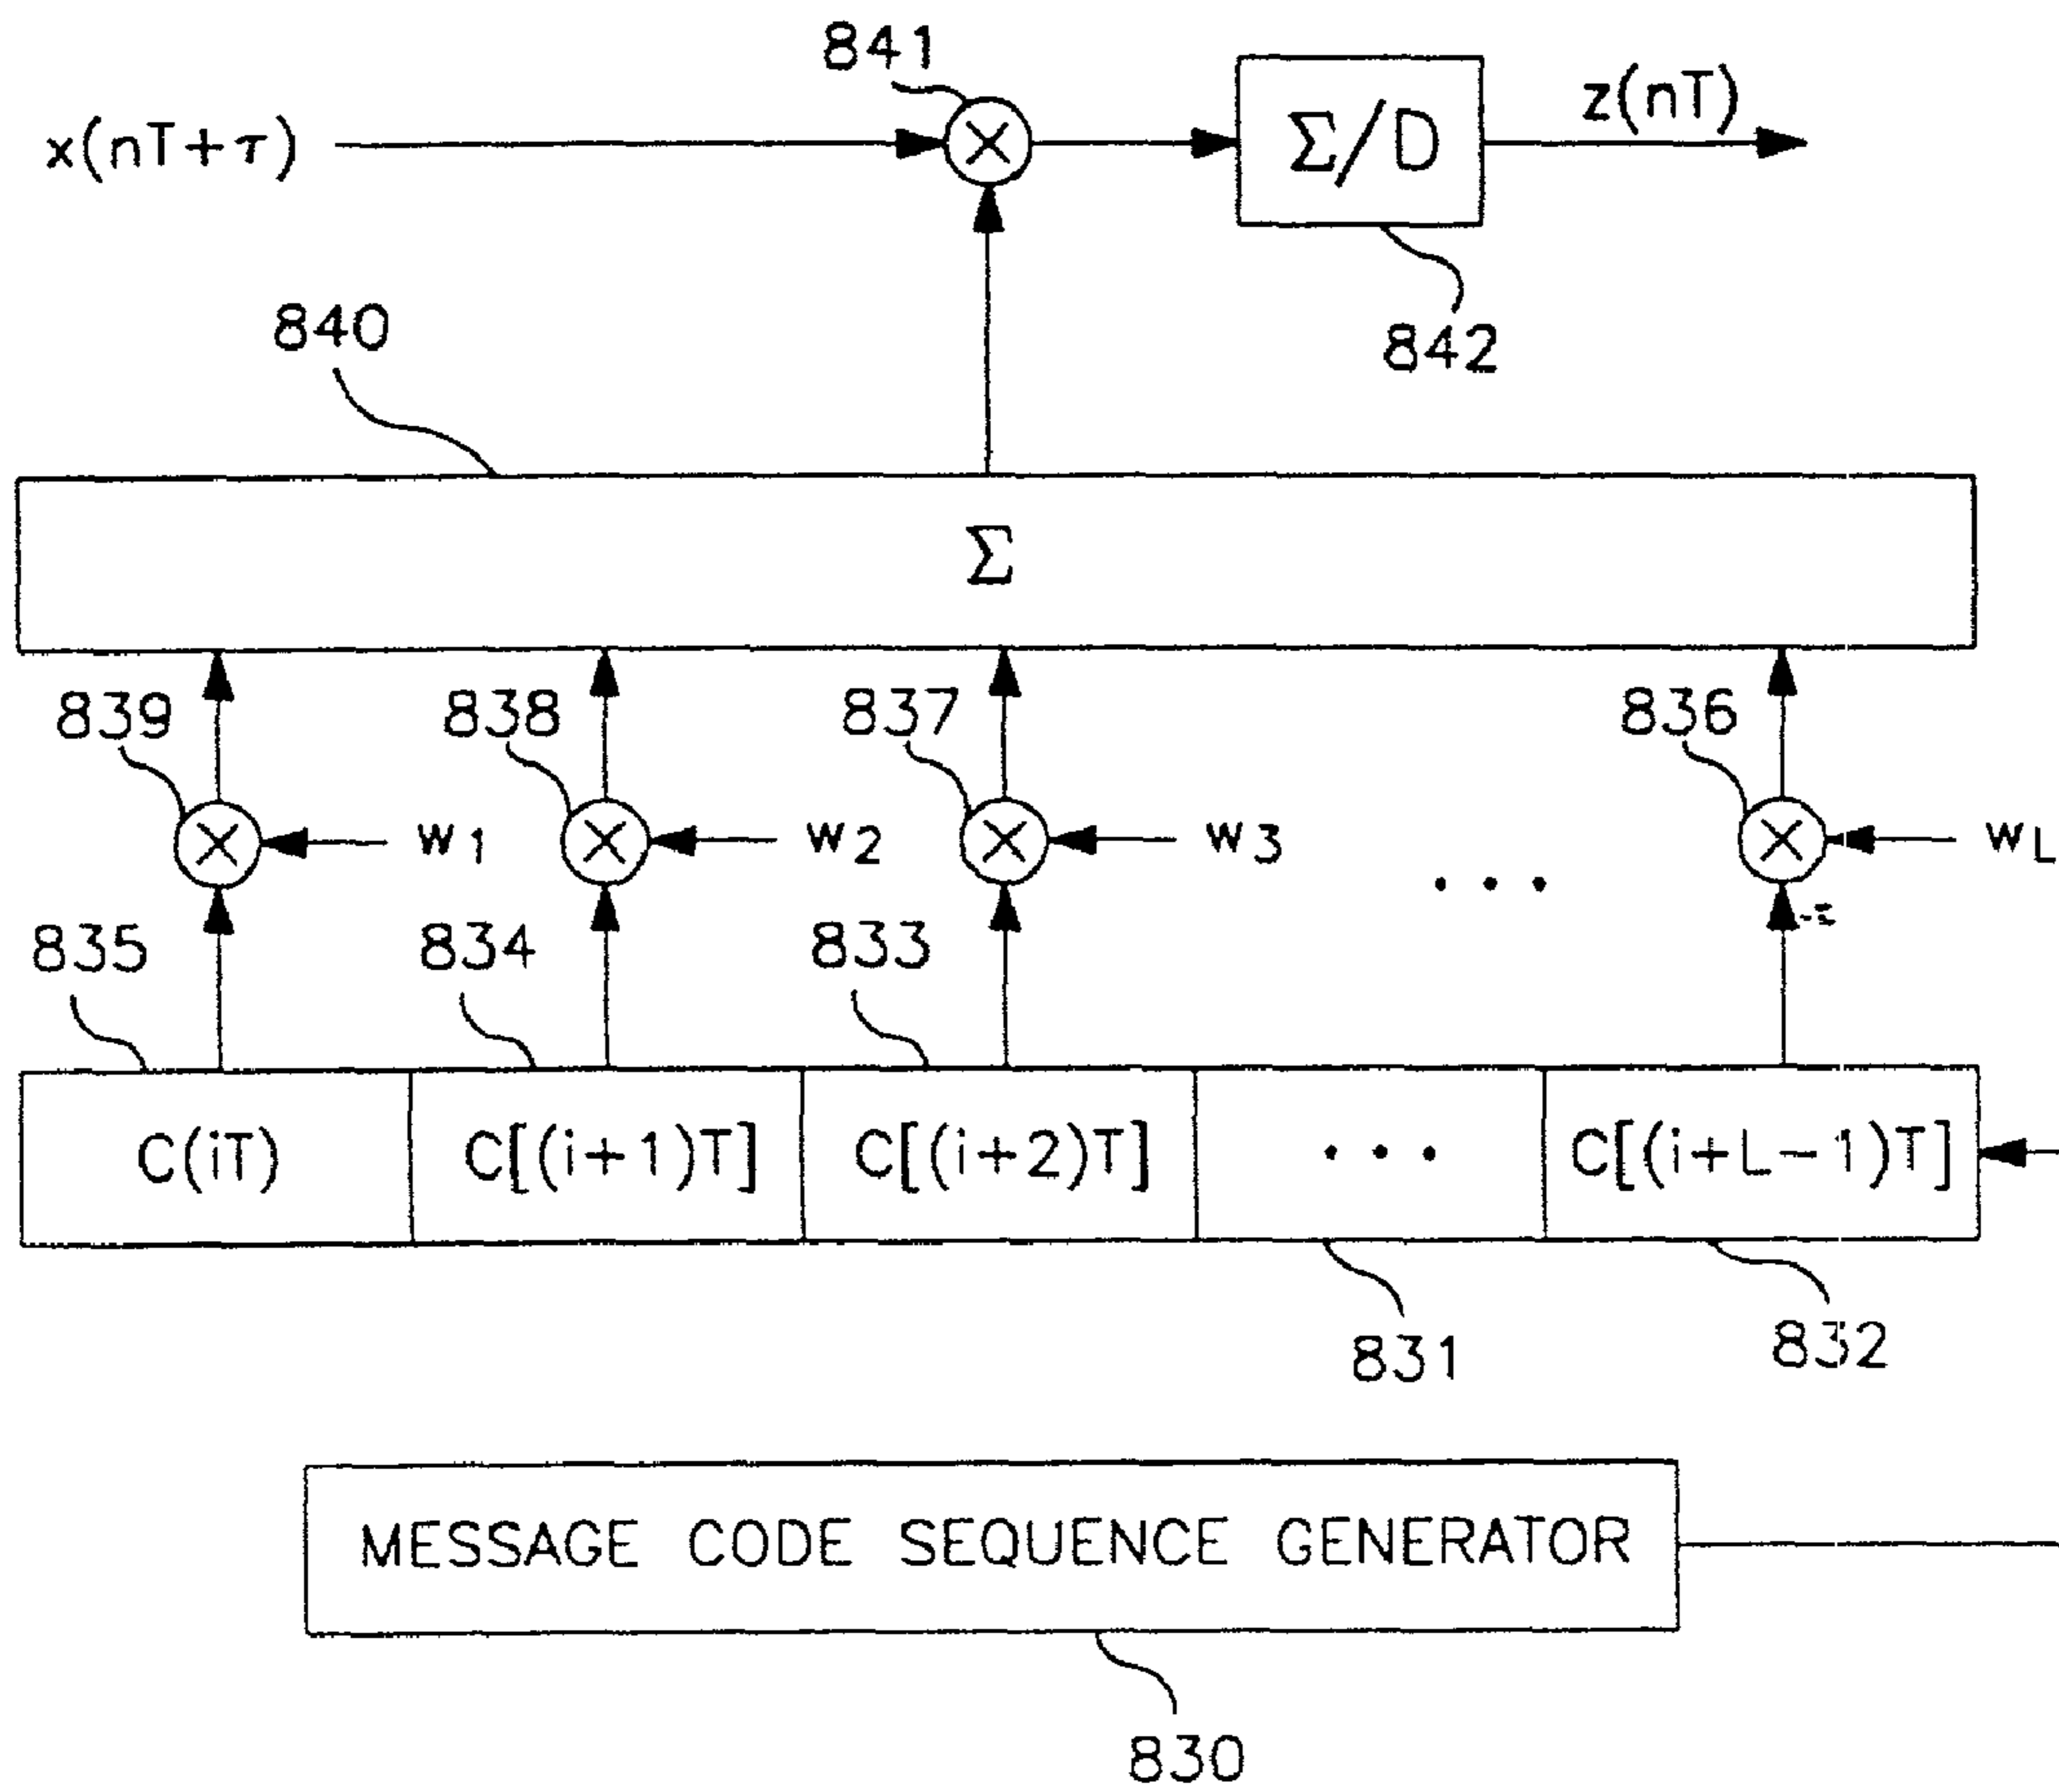 841
x(nT+τ)
Σ/D
z(nT)
840
842
Σ
839
838
837
836
w1
w2
w3
• • •
wL
835
834
833
C(iT)
C[(i+1)T]
C[(i+2)T]
• • •
C[(i+L-1)T]
831
832
MESSAGE CODE SEQUENCE GENERATOR
830